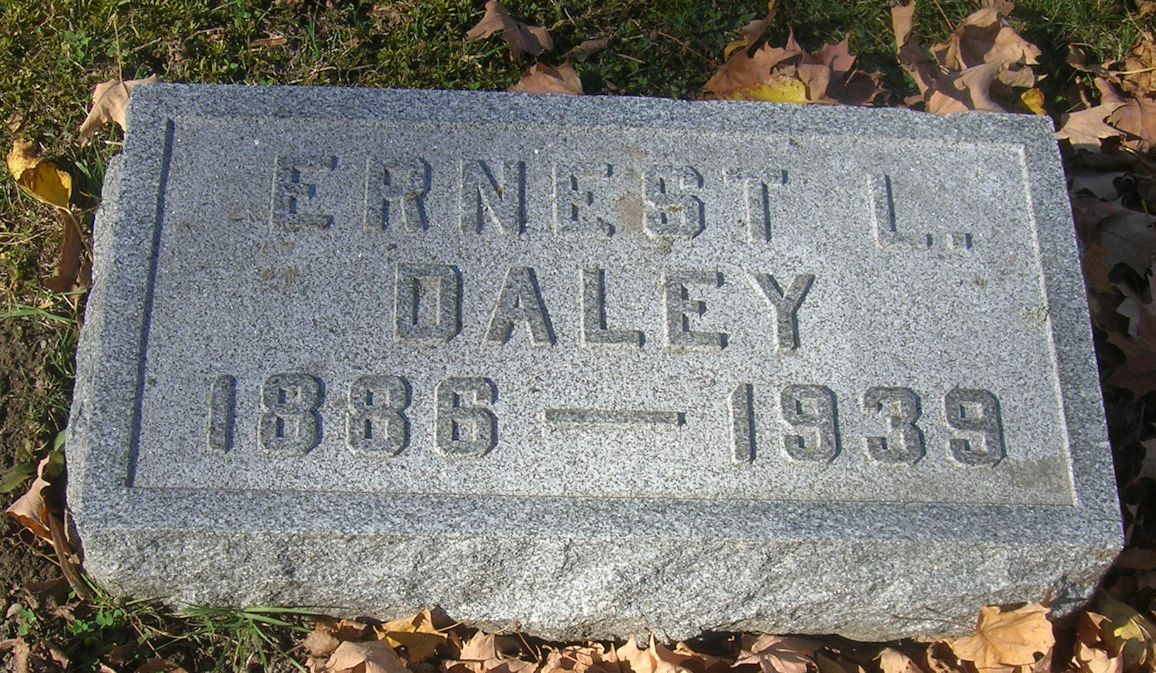 ERNEST L.
DALEY
1886 — 1939